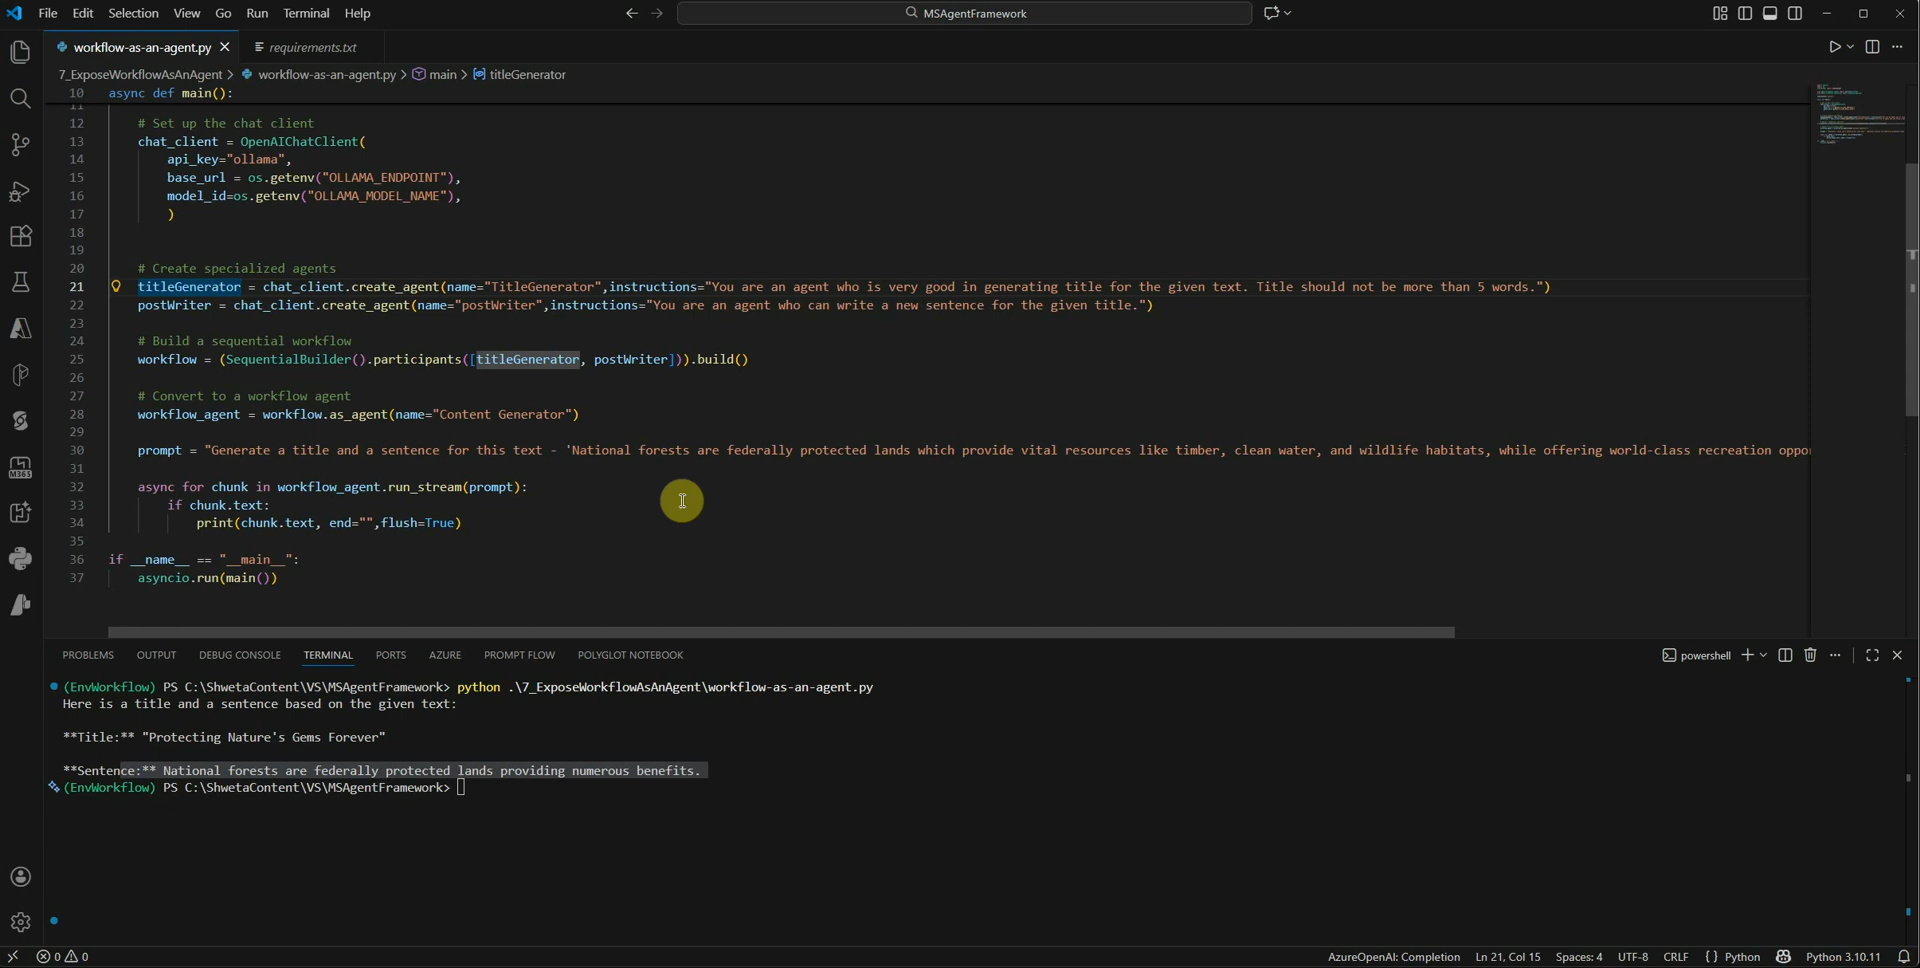 File Edit Selection View Go Run Terminal Help
MSAgentFramework
workflow-as-an-agent.py
requirements.txt
7_ExposeWorkflowAsAnAgent > workflow-as-an-agent.py > main > titleGenerator
10 async def main():
11
12 # Set up the chat client
13 chat_client = OpenAIChatClient(
14 api_key="ollama",
15 base_url = os.getenv("OLLAMA_ENDPOINT"),
16 model_id=os.getenv("OLLAMA_MODEL_NAME"),
17 )
18
19
20 # Create specialized agents
21 titleGenerator = chat_client.create_agent(name="TitleGenerator",instructions="You are an agent who is very good in generating title for the given text. Title should not be more than 5 words.")
22 postWriter = chat_client.create_agent(name="postWriter",instructions="You are an agent who can write a new sentence for the given title.")
23
24 # Build a sequential workflow
25 workflow = (SequentialBuilder().participants([titleGenerator, postWriter])).build()
26
27 # Convert to a workflow agent
28 workflow_agent = workflow.as_agent(name="Content Generator")
29
30 prompt = "Generate a title and a sentence for this text - 'National forests are federally protected lands which provide vital resources like timber, clean water, and wildlife habitats, while offering world-class recreation oppo
31
32 async for chunk in workflow_agent.run_stream(prompt):
33 if chunk.text:
34 print(chunk.text, end="",flush=True)
35
36 if __name__ == "__main__":
37 asyncio.run(main())
M365
PROBLEMS OUTPUT DEBUG CONSOLE TERMINAL PORTS AZURE PROMPT FLOW POLYGLOT NOTEBOOK
powershell
(EnvWorkflow) PS C:\ShwetaContent\VS\MSAgentFramework> python .\7_ExposeWorkflowAsAnAgent\workflow-as-an-agent.py
Here is a title and a sentence based on the given text:
**Title:** "Protecting Nature's Gems Forever"
**Sentence:** National forests are federally protected lands providing numerous benefits.
(EnvWorkflow) PS C:\ShwetaContent\VS\MSAgentFramework>
0 0
AzureOpenAI: Completion Ln 21, Col 15 Spaces: 4 UTF-8 CRLF {} Python Python 3.10.11